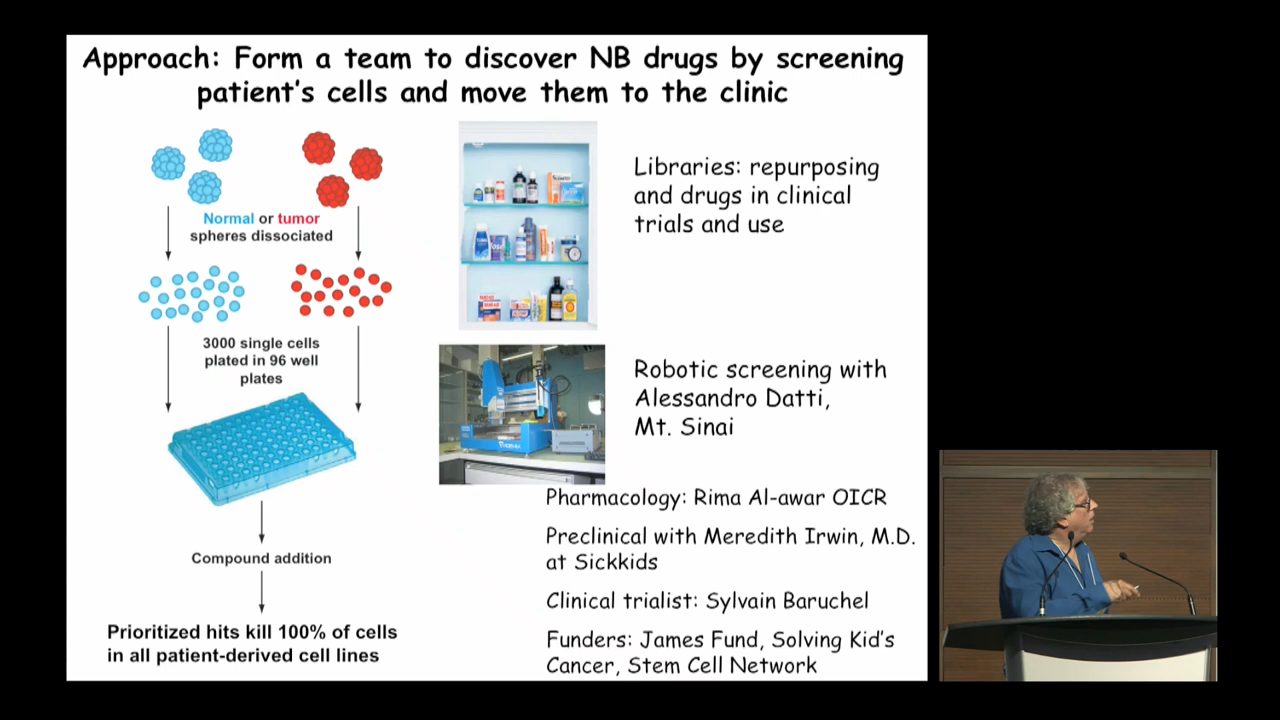 Approach: Form a team to discover NB drugs by screening
patient's cells and move them to the clinic
Normal or tumor
spheres dissociated
3000 single cells
plated in 96 well
plates
Compound addition
Prioritized hits kill 100% of cells
in all patient-derived cell lines
Libraries: repurposing
and drugs in clinical
trials and use
Robotic screening with
Alessandro Datti,
Mt. Sinai
Pharmacology: Rima Al-awar OICR
Preclinical with Meredith Irwin, M.D.
at Sickkids
Clinical trialist: Sylvain Baruchel
Funders: James Fund, Solving Kid's
Cancer, Stem Cell Network